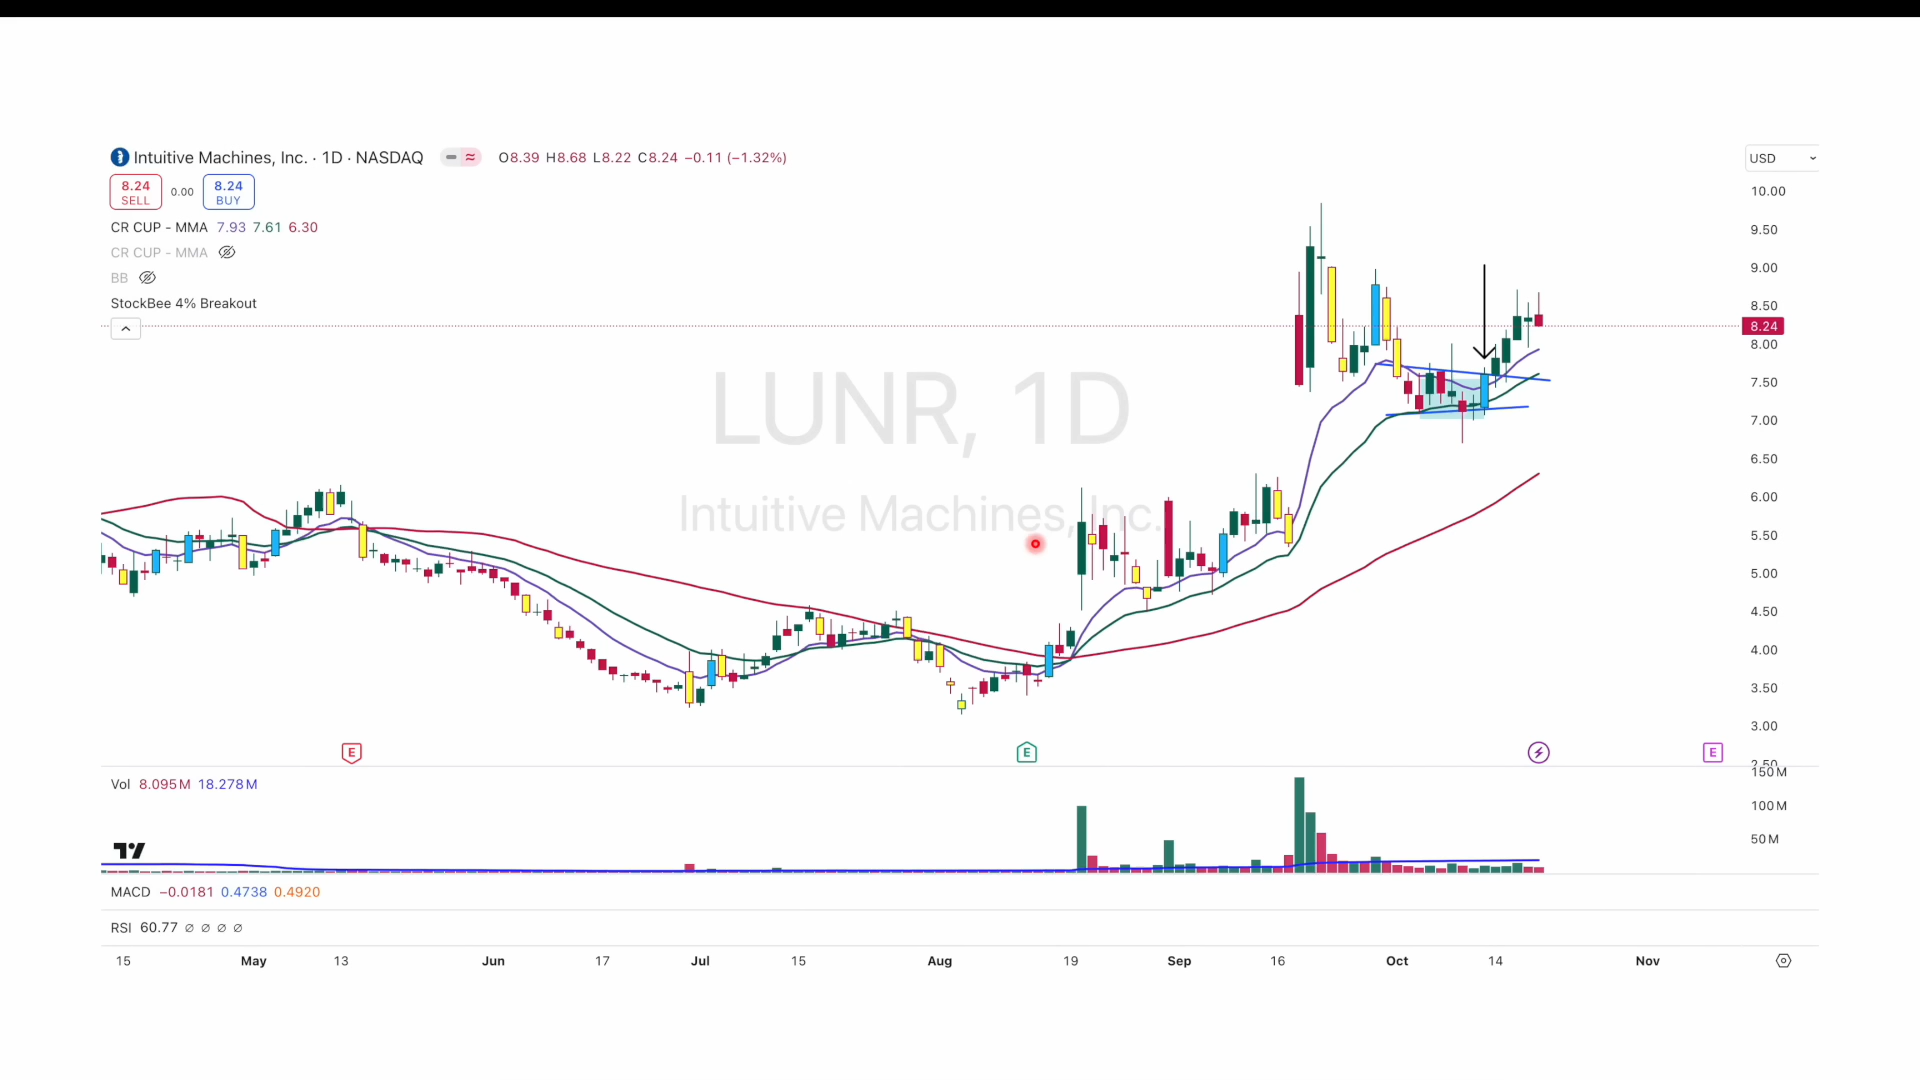 Intuitive Machines, Inc. · 1D · NASDAQ O8.39 H8.68 L8.22 C8.24 −0.11 (−1.32%)
USD
8.24 SELL 0.00 8.24 BUY
CR CUP - MMA 7.93 7.61 6.30
CR CUP - MMA
BB
StockBee 4% Breakout
LUNR, 1D
Intuitive Machines, Inc.
10.00
9.50
9.00
8.50
8.24
8.00
7.50
7.00
6.50
6.00
5.50
5.00
4.50
4.00
3.50
3.00
2.50
E E E
Vol 8.095M 18.278M
150M
100M
50M
MACD −0.0181 0.4738 0.4920
RSI 60.77 ∅ ∅ ∅ ∅
15 May 13 Jun 17 Jul 15 Aug 19 Sep 16 Oct 14 Nov